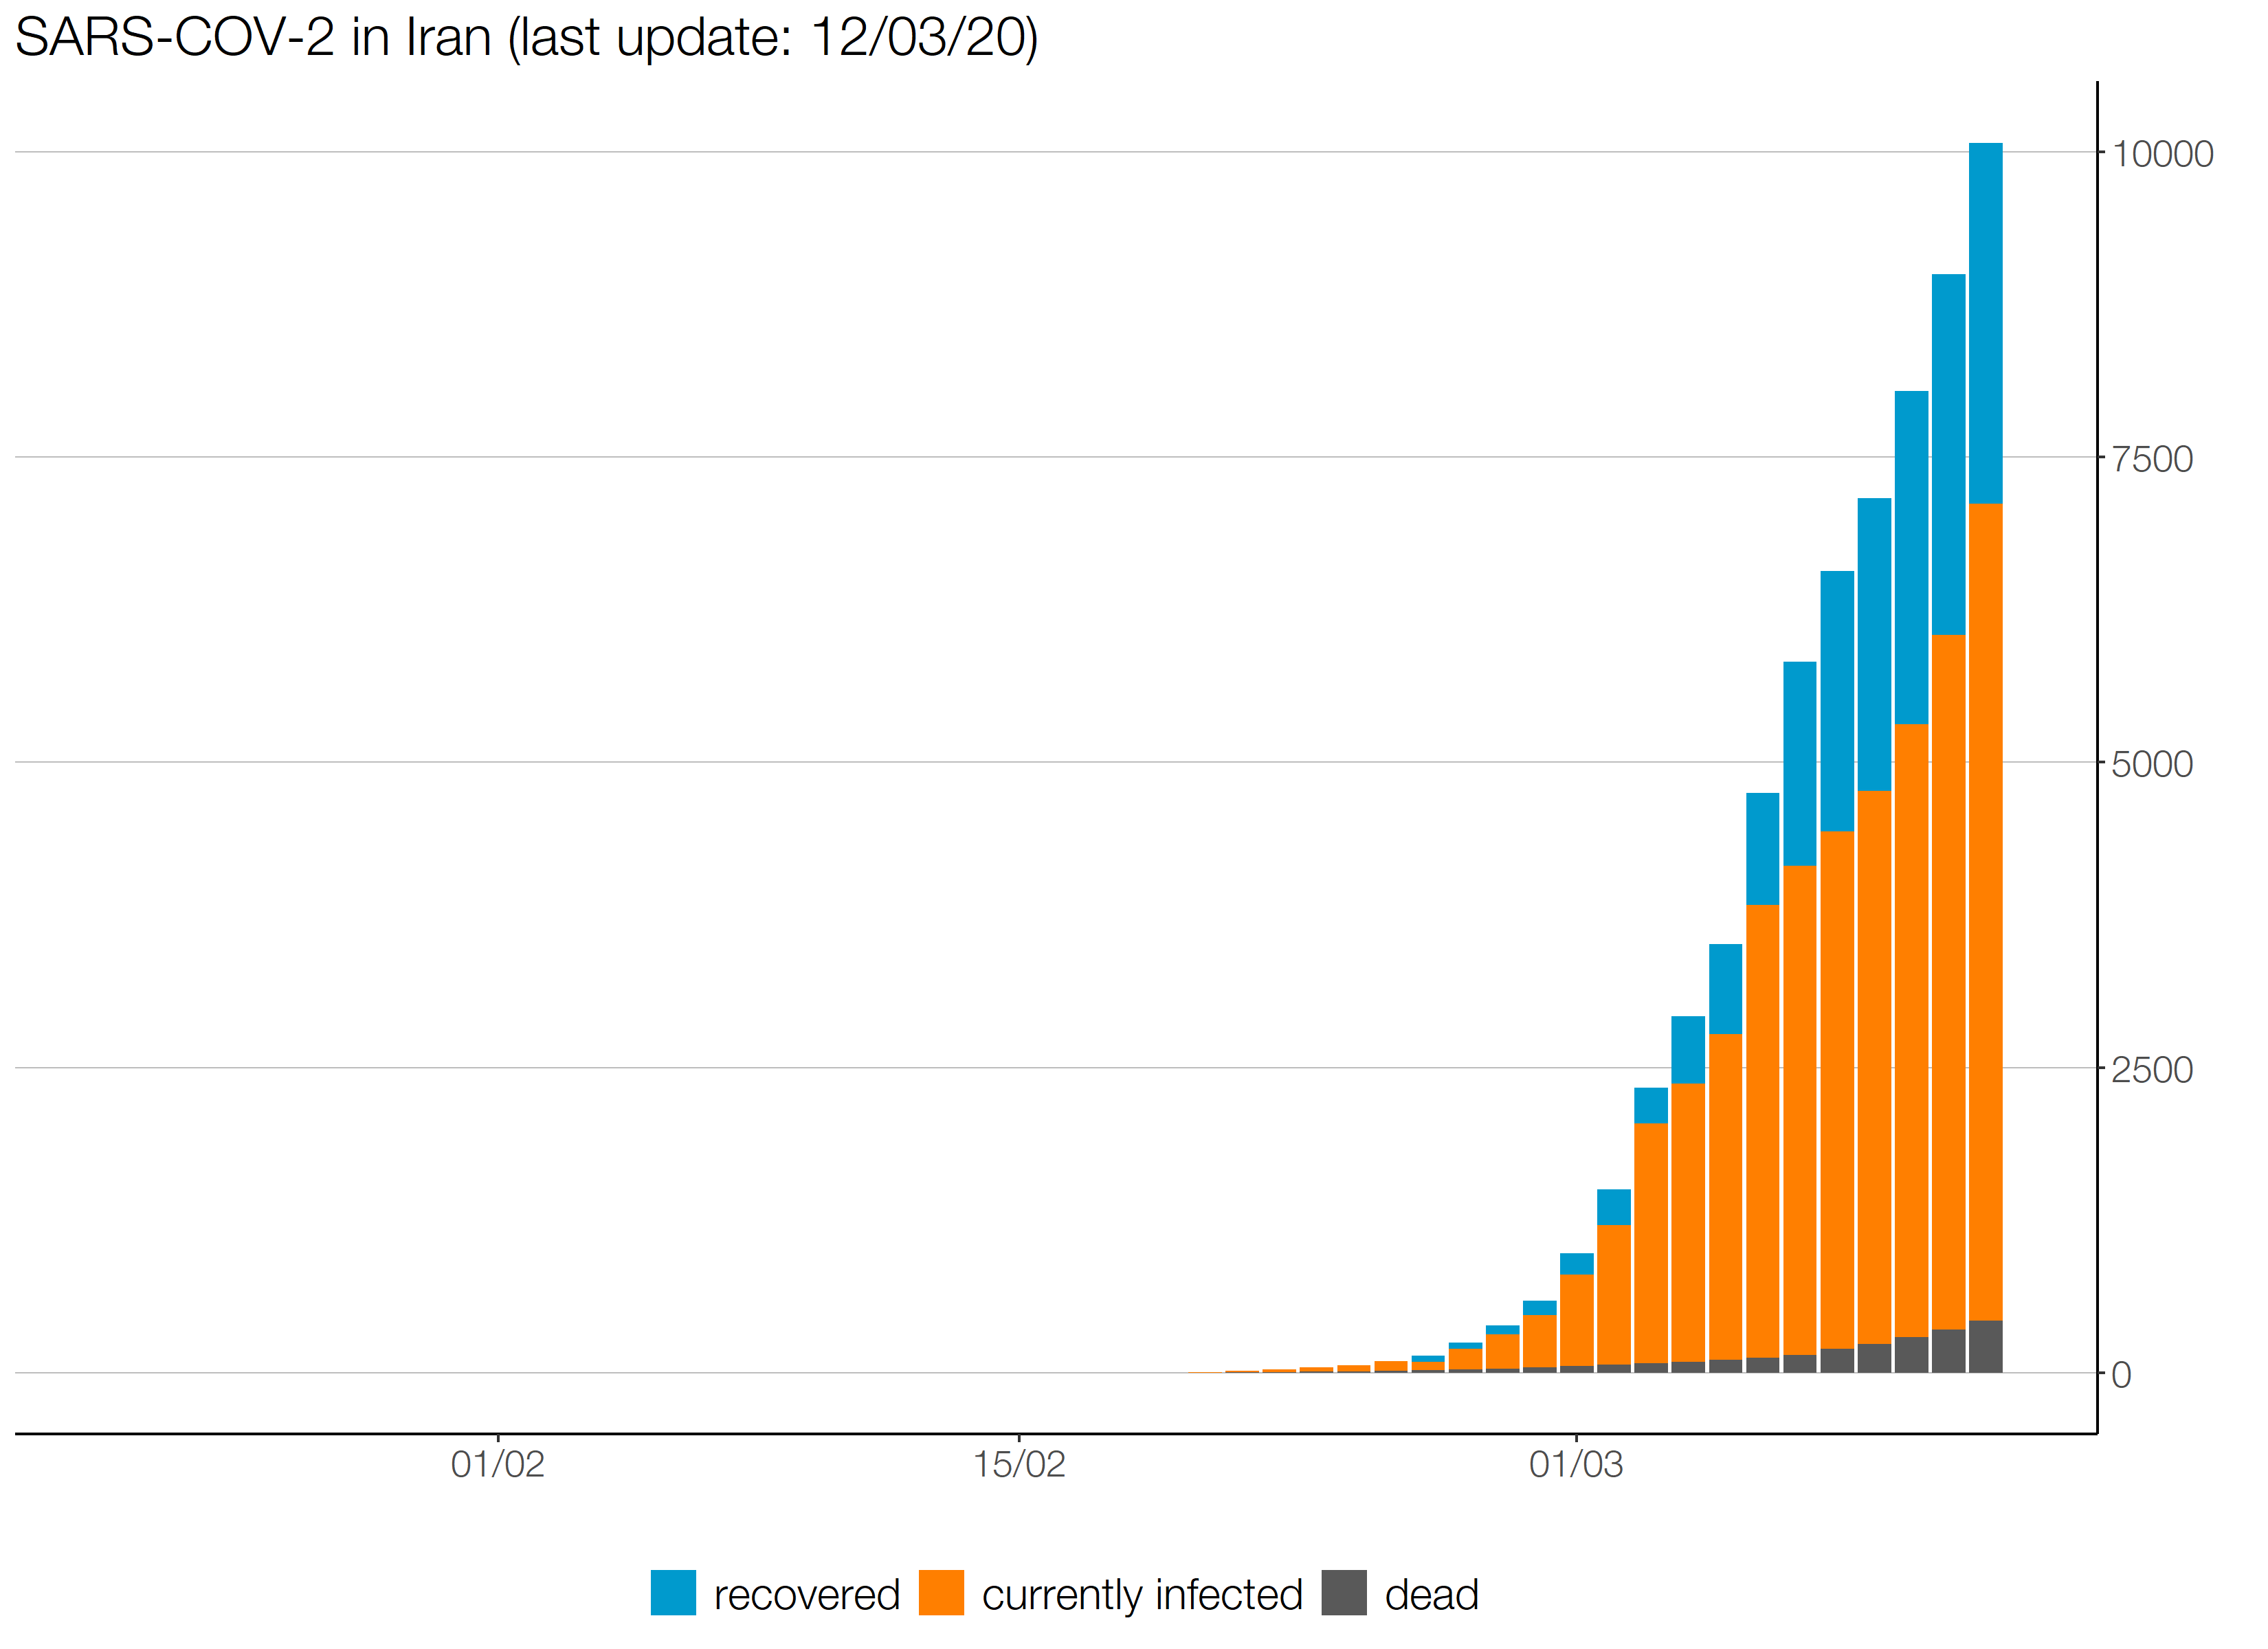 SARS-COV-2 in Iran (last update: 12/03/20)
10000
7500
5000
2500
0
01/02 15/02 01/03
recovered currently infected dead